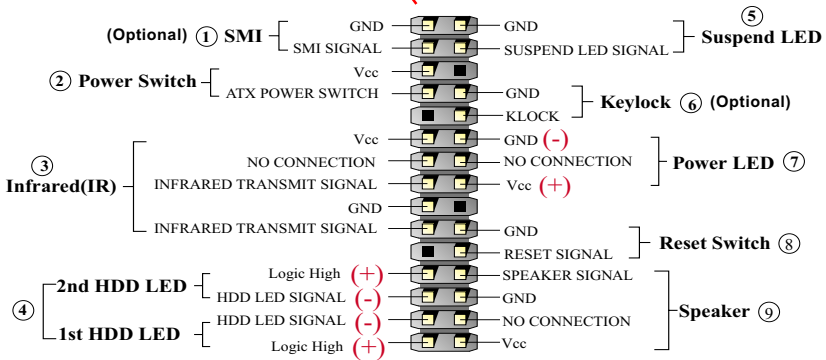 (Optional) ① SMI
GND
SMI SIGNAL
② Power Switch
Vcc
ATX POWER SWITCH
③
Infrared(IR)
Vcc
NO CONNECTION
INFRARED TRANSMIT SIGNAL
GND
INFRARED TRANSMIT SIGNAL
④
2nd HDD LED
Logic High (+)
HDD LED SIGNAL (-)
1st HDD LED
HDD LED SIGNAL (-)
Logic High (+)
⑤
Suspend LED
GND
SUSPEND LED SIGNAL
GND
KLOCK
Keylock ⑥ (Optional)
GND (-)
NO CONNECTION
Vcc (+)
Power LED ⑦
GND
RESET SIGNAL
Reset Switch ⑧
SPEAKER SIGNAL
GND
NO CONNECTION
Vcc
Speaker ⑨